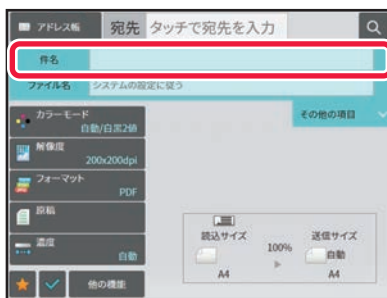 アドレス帳 宛先 タッチで宛先を入力
件名
ファイル名 システムの設定に従う
カラーモード その他の項目
自動/白黒2値
解像度
200x200dpi
フォーマット
PDF
原稿
読込サイズ 100% 送信サイズ
濃度 自動
自動 A4 A4
他の機能